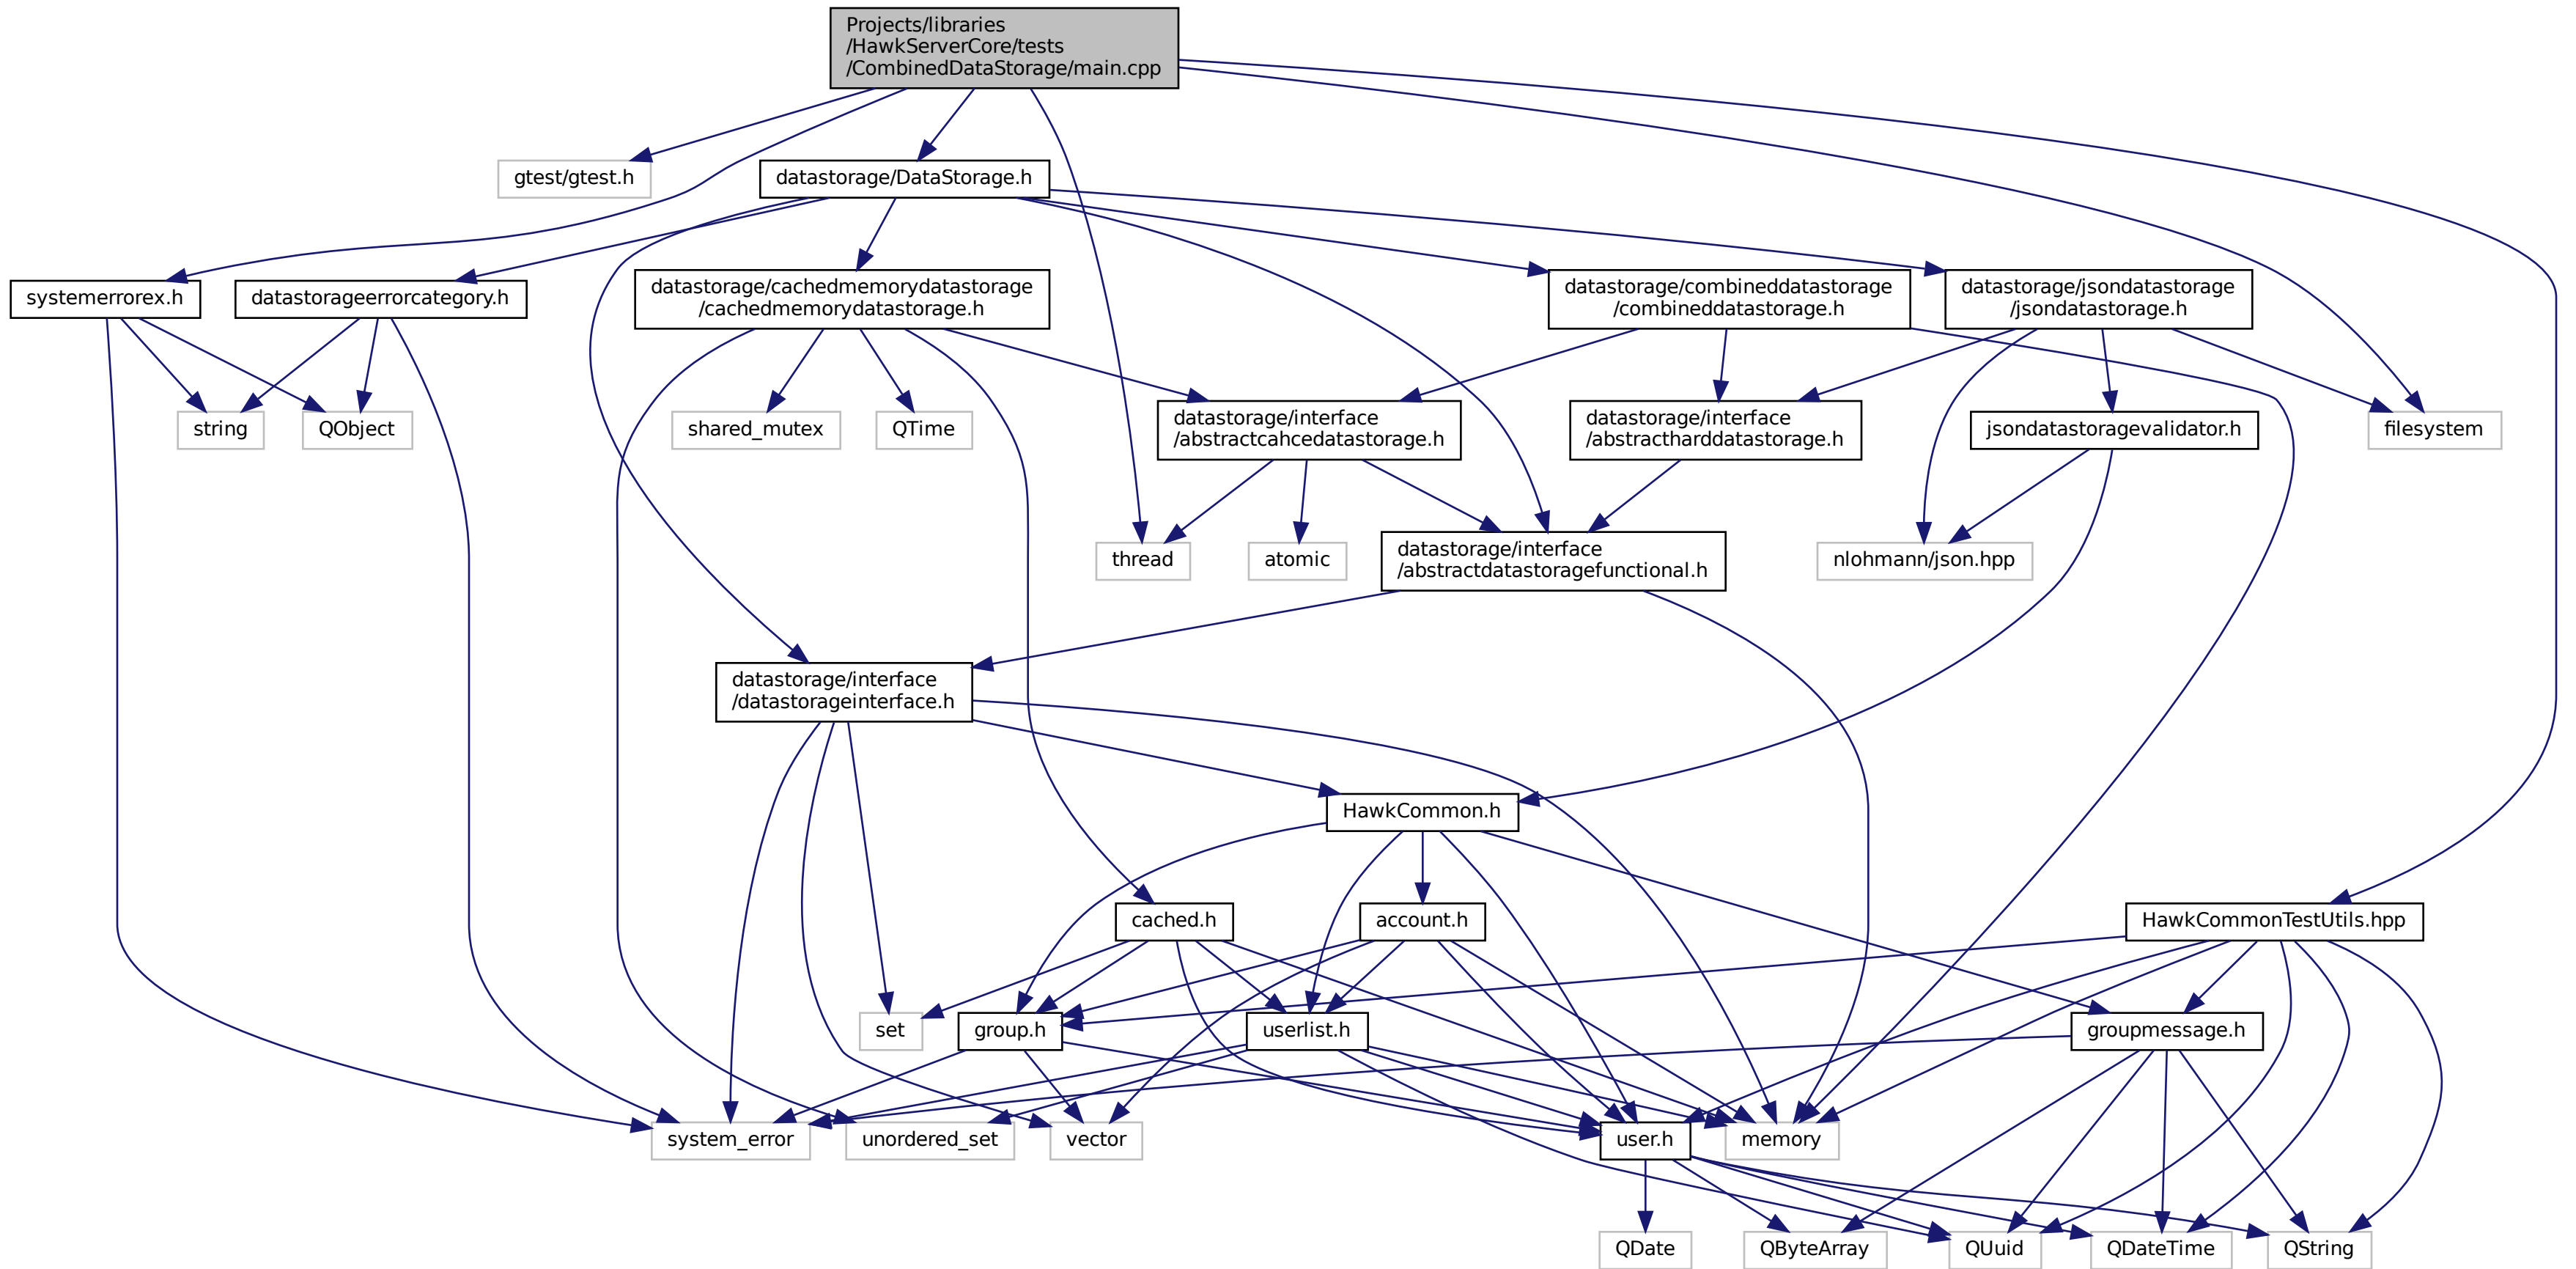 Projects/libraries
/HawkServerCore/tests
/CombinedDataStorage/main.cpp
gtest/gtest.h
datastorage/DataStorage.h
systemerrorex.h
datastorageerrorcategory.h
datastorage/cachedmemorydatastorage
/cachedmemorydatastorage.h
datastorage/combineddatastorage
/combineddatastorage.h
datastorage/jsondatastorage
/jsondatastorage.h
string
QObject
shared_mutex
QTime
datastorage/interface
/abstractcahcedatastorage.h
datastorage/interface
/abstractharddatastorage.h
jsondatastoragevalidator.h
filesystem
thread
atomic
datastorage/interface
/abstractdatastoragefunctional.h
nlohmann/json.hpp
datastorage/interface
/datastorageinterface.h
HawkCommon.h
cached.h
account.h
HawkCommonTestUtils.hpp
set
group.h
userlist.h
groupmessage.h
system_error
unordered_set
vector
user.h
memory
QDate
QByteArray
QUuid
QDateTime
QString